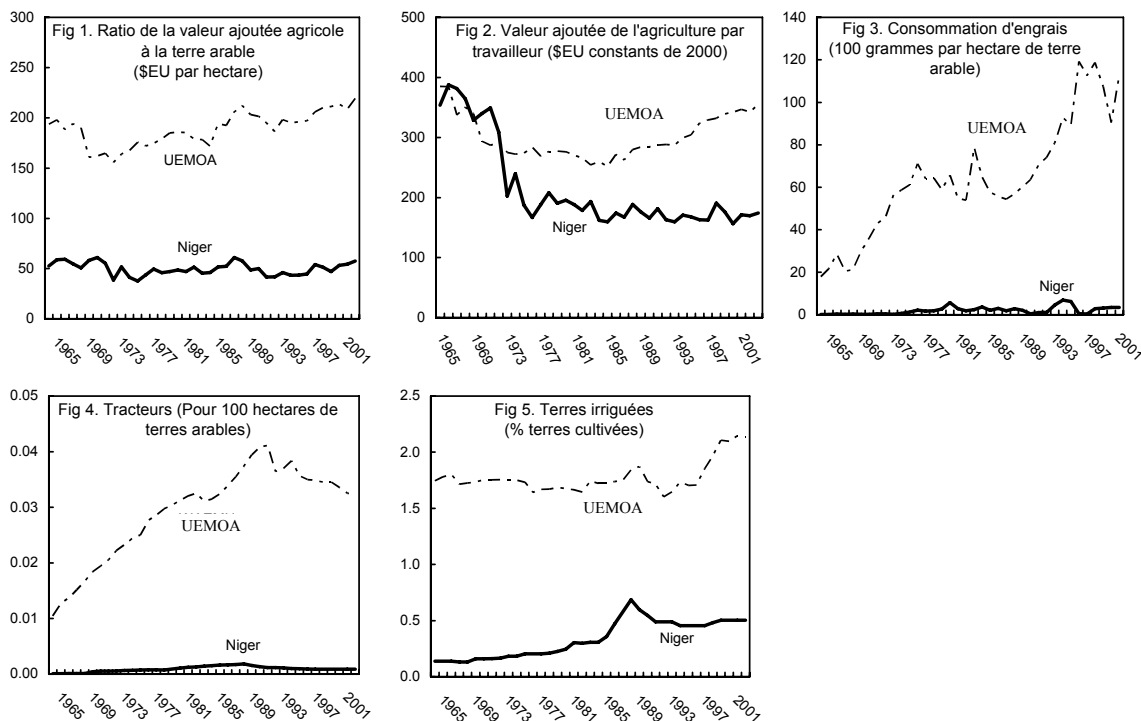 Fig 1. Ratio de la valeur ajoutée agricole
à la terre arable
($EU par hectare)
300
250
200
150
100
50
0
UEMOA
Niger
1965 1969 1973 1977 1981 1985 1989 1993 1997 2001
Fig 2. Valeur ajoutée de l'agriculture par
travailleur ($EU constants de 2000)
500
400
300
200
100
0
UEMOA
Niger
1965 1969 1973 1977 1981 1985 1989 1993 1997 2001
Fig 3. Consommation d'engrais
(100 grammes par hectare de terre
arable)
140
120
100
80
60
40
20
0
UEMOA
Niger
1965 1969 1973 1977 1981 1985 1989 1993 1997 2001
Fig 4. Tracteurs (Pour 100 hectares de
terres arables)
0.05
0.04
0.03
0.02
0.01
0.00
UEMOA
Niger
1965 1969 1973 1977 1981 1985 1989 1993 1997 2001
Fig 5. Terres irriguées
(% terres cultivées)
2.5
2.0
1.5
1.0
0.5
0.0
UEMOA
Niger
1965 1969 1973 1977 1981 1985 1989 1993 1997 2001